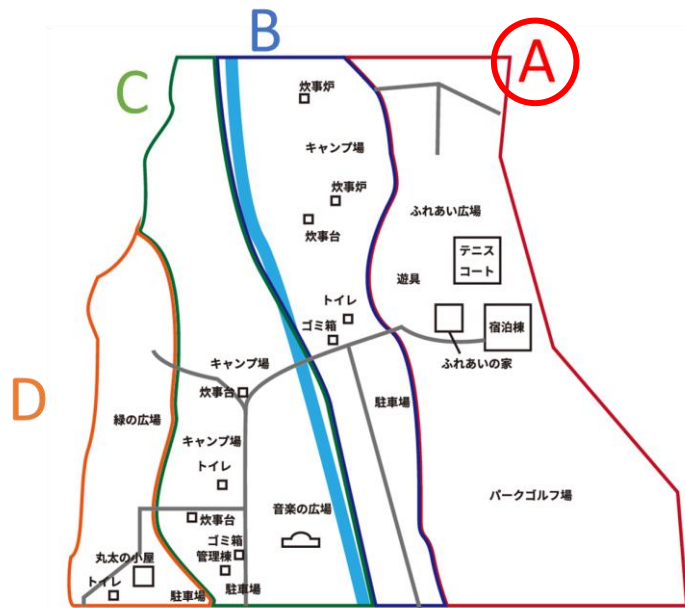 B
A
C
炊事炉
キャンプ場
炊事炉
炊事台
ふれあい広場
テニス
コート
遊具
トイレ
ゴミ箱
宿泊棟
ふれあいの家
キャンプ場
炊事台
駐車場
D
緑の広場
キャンプ場
トイレ
パークゴルフ場
音楽の広場
炊事台
ゴミ箱
管理棟
丸太の小屋
トイレ
駐車場
駐車場